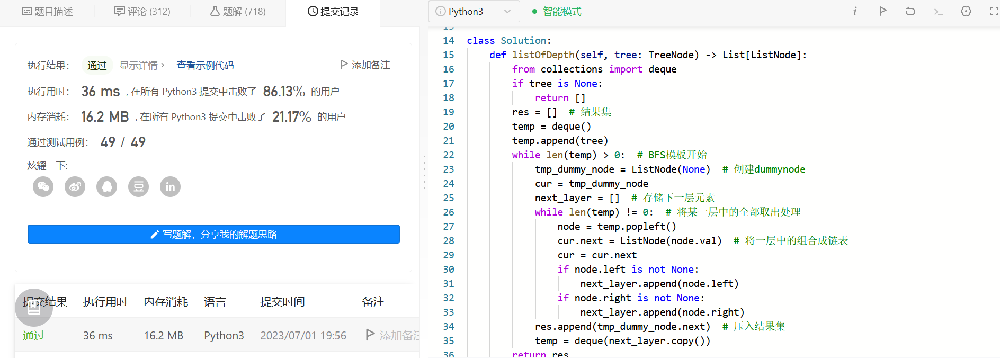 题目描述
评论 (312)
题解 (718)
提交记录
执行结果：
通过
显示详情 ›
查看示例代码
添加备注
执行用时：
36 ms
, 在所有 Python3 提交中击败了
86.13%
的用户
内存消耗：
16.2 MB
, 在所有 Python3 提交中击败了
21.17%
的用户
通过测试用例：
49 / 49
炫耀一下:
写题解，分享我的解题思路
提交结果
执行用时
内存消耗
语言
提交时间
备注
通过
36 ms
16.2 MB
Python3
2023/07/01 19:56
添加备注
Python3
智能模式
14 class Solution:
15 def listOfDepth(self, tree: TreeNode) -> List[ListNode]:
16 from collections import deque
17 if tree is None:
18 return []
19 res = [] # 结果集
20 temp = deque()
21 temp.append(tree)
22 while len(temp) > 0: # BFS模板开始
23 tmp_dummy_node = ListNode(None) # 创建dummynode
24 cur = tmp_dummy_node
25 next_layer = [] # 存储下一层元素
26 while len(temp) != 0: # 将某一层中的全部取出处理
27 node = temp.popleft()
28 cur.next = ListNode(node.val) # 将一层中的组合成链表
29 cur = cur.next
30 if node.left is not None:
31 next_layer.append(node.left)
32 if node.right is not None:
33 next_layer.append(node.right)
34 res.append(tmp_dummy_node.next) # 压入结果集
35 temp = deque(next_layer.copy())
36 return res